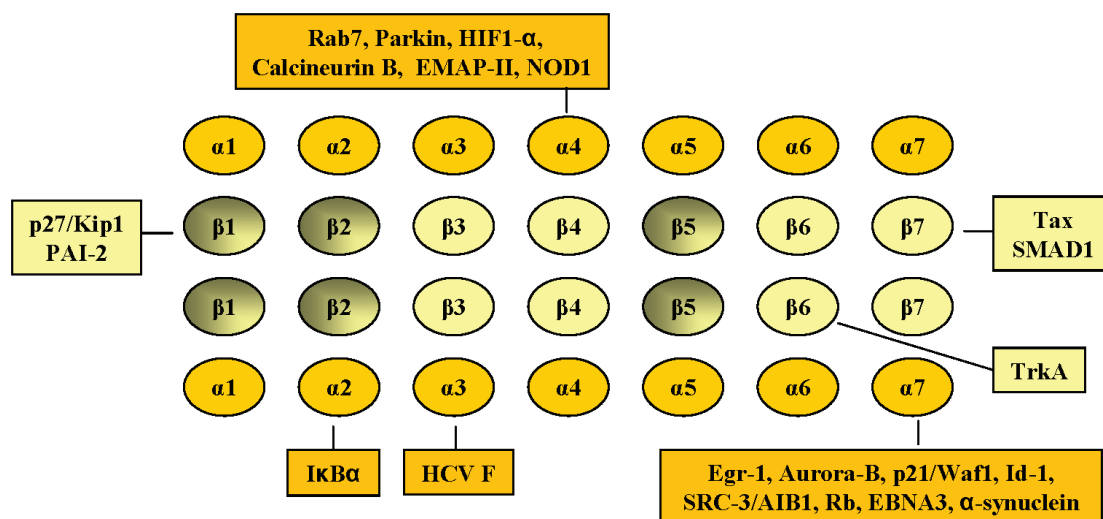 Rab7, Parkin, HIF1-α,
Calcineurin B, EMAP-II, NOD1
α1 α2 α3 α4 α5 α6 α7
p27/Kip1
PAI-2
β1 β2 β3 β4 β5 β6 β7
Tax
SMAD1
β1 β2 β3 β4 β5 β6 β7
TrkA
α1 α2 α3 α4 α5 α6 α7
IκBα
HCV F
Egr-1, Aurora-B, p21/Waf1, Id-1,
SRC-3/AIB1, Rb, EBNA3, α-synuclein